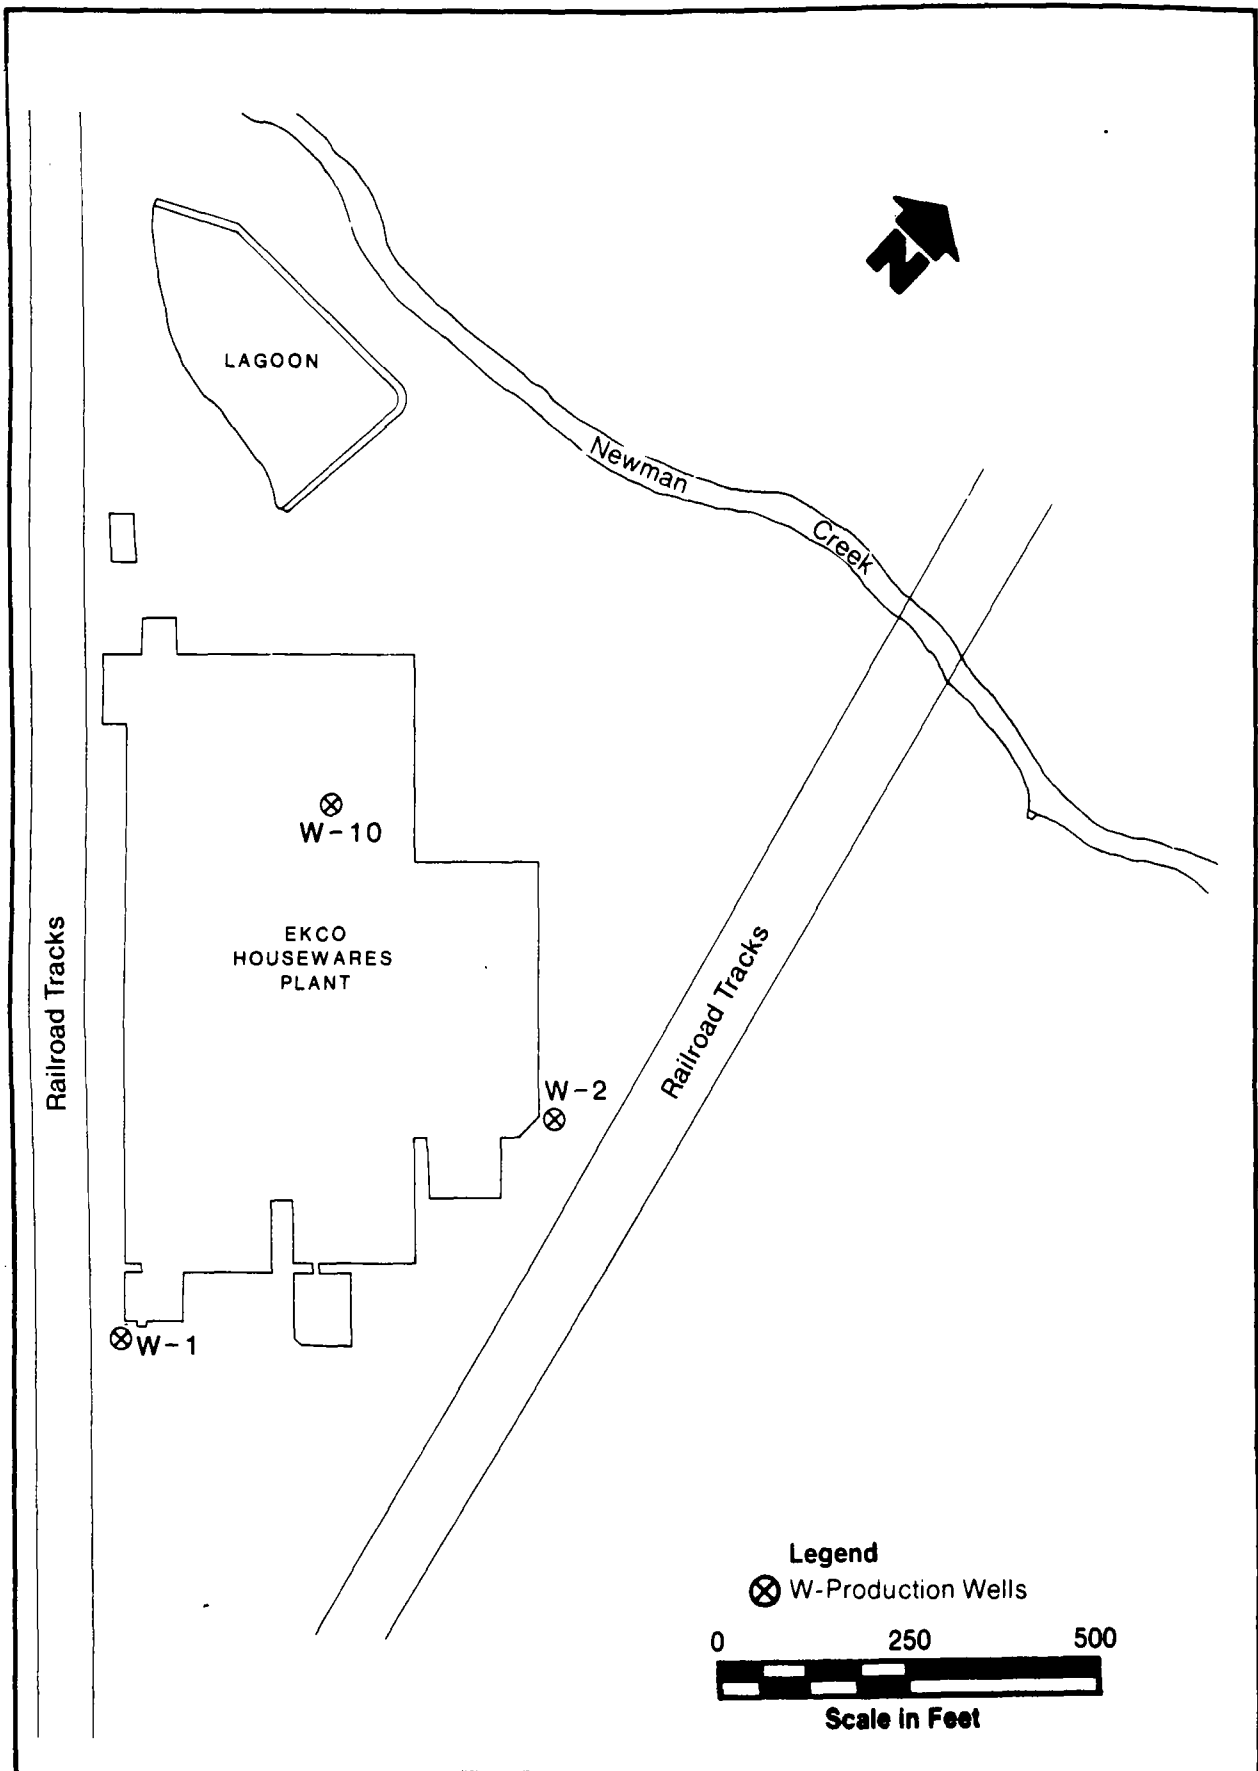 N
LAGOON
Newman
Creek
W-10
EKCO
HOUSEWARES
PLANT
Railroad Tracks
Railroad Tracks
W-2
W-1
Legend
W-Production Wells
0 250 500
Scale in Feet